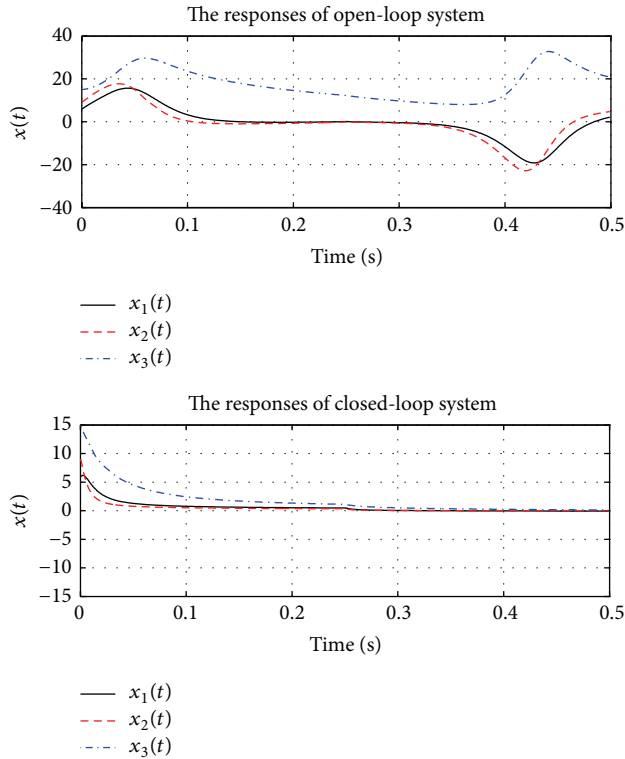 The responses of open-loop system
40
20
0
−20
−40
x(t)
0 0.1 0.2 0.3 0.4 0.5
Time (s)
x₁(t)
x₂(t)
x₃(t)
The responses of closed-loop system
15
10
5
0
−5
−10
−15
x(t)
0 0.1 0.2 0.3 0.4 0.5
Time (s)
x₁(t)
x₂(t)
x₃(t)